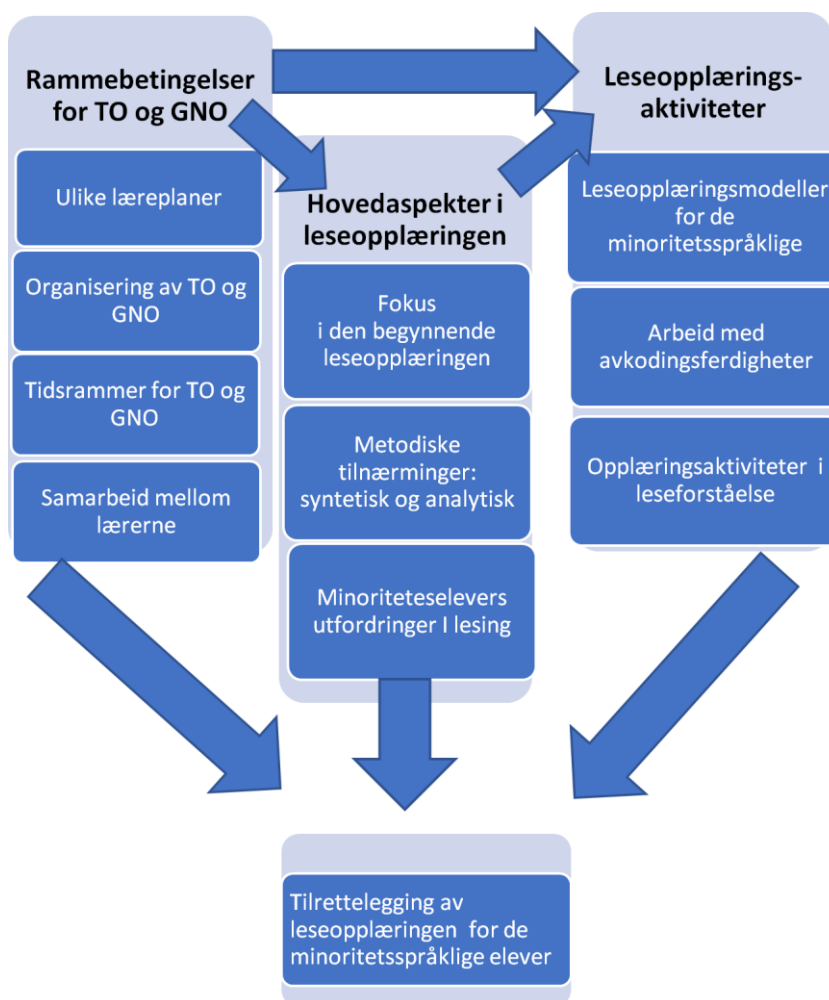 Rammebetingelser
for TO og GNO
Ulike læreplaner
Organisering av TO og
GNO
Tidsrammer for TO og
GNO
Samarbeid mellom
lærerne
Hovedaspekter i
leseopplæringen
Fokus
i den begynnende
leseopplæringen
Metodiske
tilnærminger:
syntetisk og analytisk
Minoriteteselevers
utfordringer I lesing
Leseopplærings-
aktiviteter
Leseopplæringsmodeller
for de
minoritetsspråklige
Arbeid med
avkodingsferdigheter
Opplæringsaktiviteter i
leseforståelse
Tilrettelegging av
leseopplæringen for de
minoritetsspråklige elever